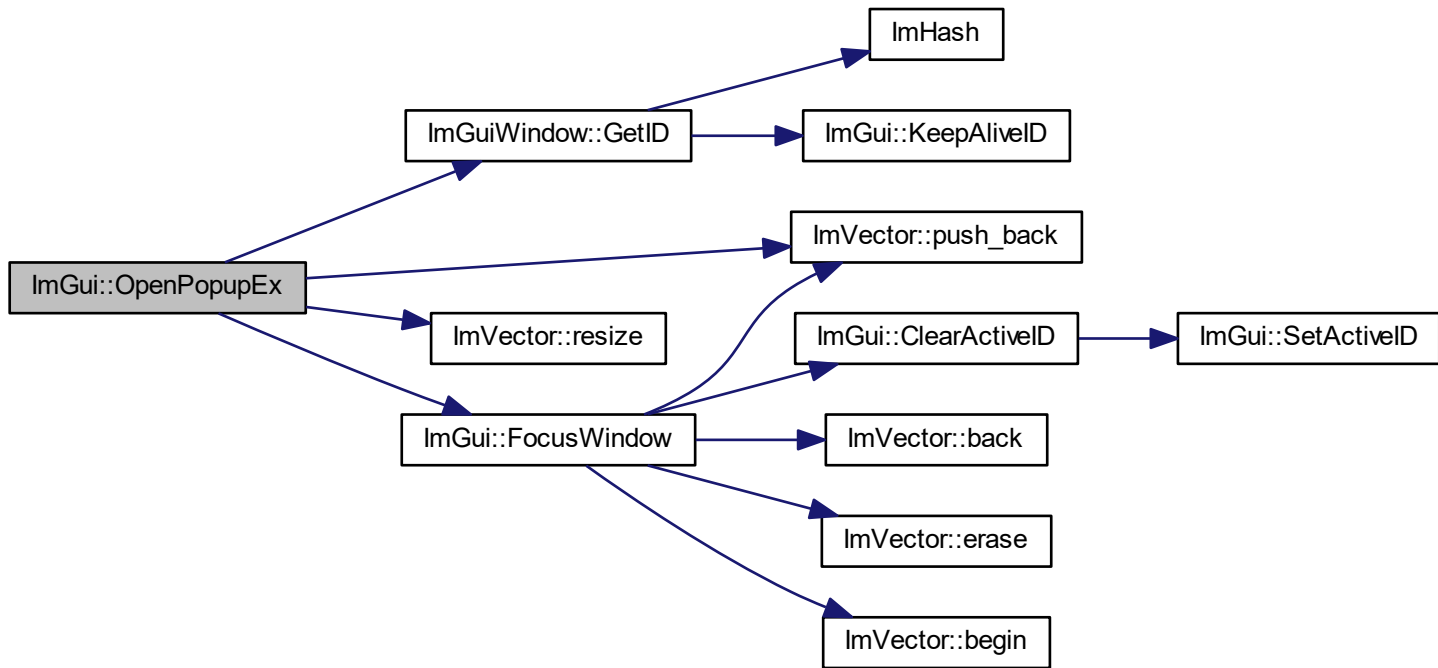 ImHash
ImGuiWindow::GetID
ImGui::KeepAliveID
ImVector::push_back
ImGui::OpenPopupEx
ImVector::resize
ImGui::ClearActiveID
ImGui::SetActiveID
ImGui::FocusWindow
ImVector::back
ImVector::erase
ImVector::begin